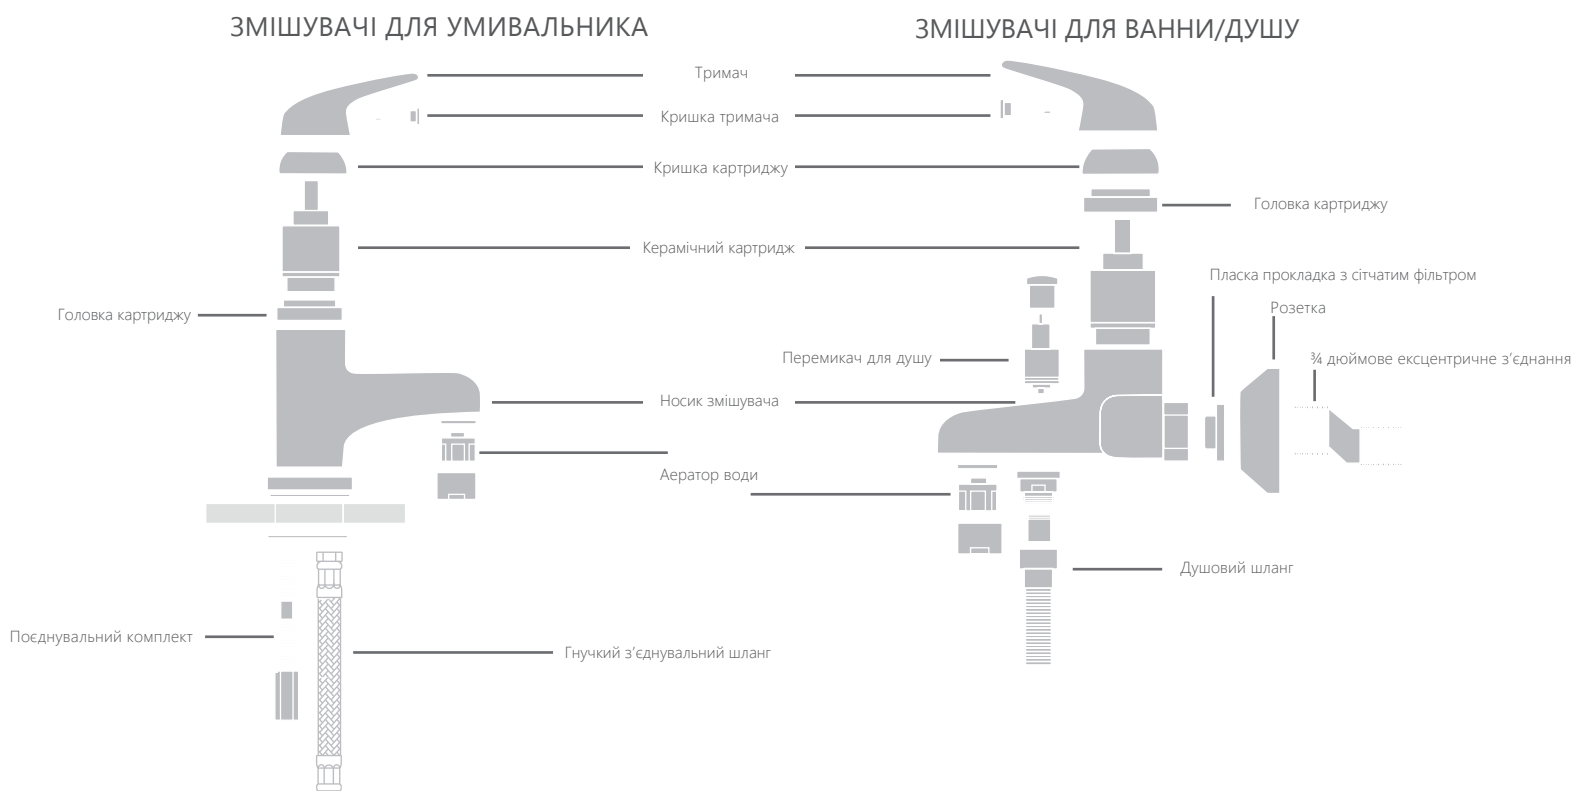 ЗМІШУВАЧІ ДЛЯ УМИВАЛЬНИКА
ЗМІШУВАЧІ ДЛЯ ВАННИ/ДУШУ
Тримач
Кришка тримача
Кришка картриджу
Головка картриджу
Керамічний картридж
Пласка прокладка з сітчатим фільтром
Розетка
Головка картриджу
Перемикач для душу
¾ дюймове ексцентричне з’єднання
Носик змішувача
Аератор води
Душовий шланг
Поєднувальний комплект
Гнучкий з’єднувальний шланг